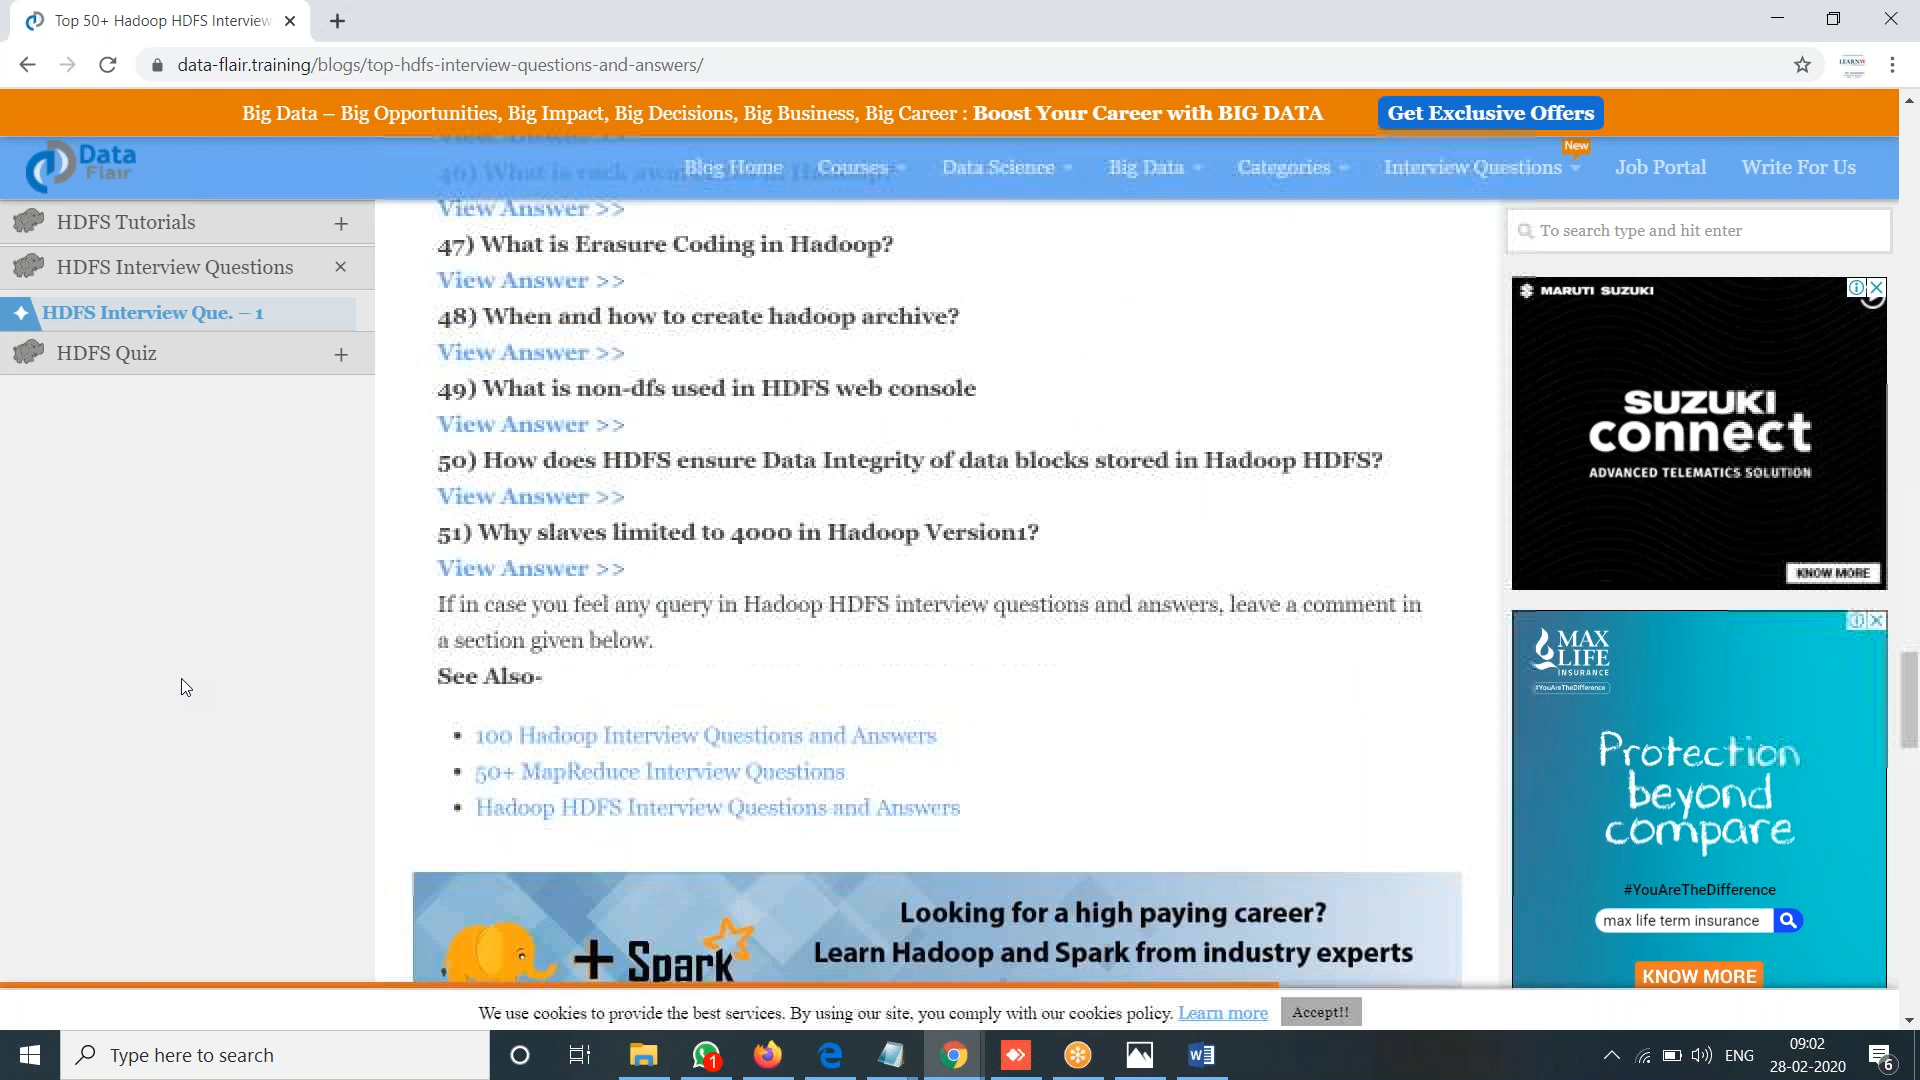 Top 50+ Hadoop HDFS Interview
data-flair.training/blogs/top-hdfs-interview-questions-and-answers/
LEARN
Big Data – Big Opportunities, Big Impact, Big Decisions, Big Business, Big Career : Boost Your Career with BIG DATA
Get Exclusive Offers
Data
Flair
Blog Home
Courses
Data Science
Big Data
Categories
Interview Questions
New
Job Portal
Write For Us
HDFS Tutorials
HDFS Interview Questions
HDFS Interview Que. – 1
HDFS Quiz
46) What is rack
View Answer >>
47) What is Erasure Coding in Hadoop?
View Answer >>
48) When and how to create hadoop archive?
View Answer >>
49) What is non-dfs used in HDFS web console
View Answer >>
50) How does HDFS ensure Data Integrity of data blocks stored in Hadoop HDFS?
View Answer >>
51) Why slaves limited to 4000 in Hadoop Version1?
View Answer >>
If in case you feel any query in Hadoop HDFS interview questions and answers, leave a comment in
a section given below.
See Also-
• 100 Hadoop Interview Questions and Answers
• 50+ MapReduce Interview Questions
• Hadoop HDFS Interview Questions and Answers
Looking for a high paying career?
+ Spark
Learn Hadoop and Spark from industry experts
To search type and hit enter
MARUTI SUZUKI
SUZUKI
connect
ADVANCED TELEMATICS SOLUTION
KNOW MORE
MAX
LIFE
INSURANCE
#YouAreTheDifference
Protection
beyond
compare
#YouAreTheDifference
max life term insurance
KNOW MORE
We use cookies to provide the best services. By using our site, you comply with our cookies policy. Learn more
Accept!!
Type here to search
1
ENG
09:02
28-02-2020
6